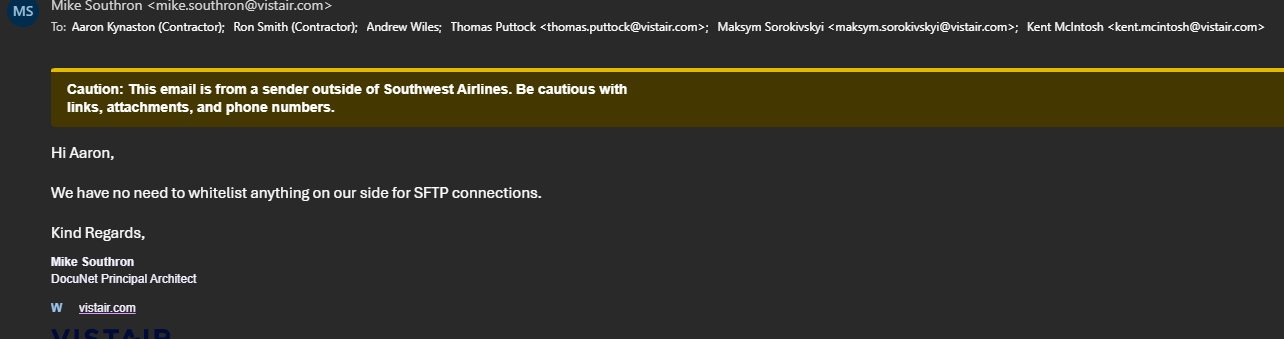 MS
Mike Southron <mike.southron@vistair.com>
To: Aaron Kynaston (Contractor); Ron Smith (Contractor); Andrew Wiles; Thomas Puttock <thomas.puttock@vistair.com>; Maksym Sorokivskyi <maksym.sorokivskyi@vistair.com>; Kent McIntosh <kent.mcintosh@vistair.com>
Caution: This email is from a sender outside of Southwest Airlines. Be cautious with
links, attachments, and phone numbers.
Hi Aaron,
We have no need to whitelist anything on our side for SFTP connections.
Kind Regards,
Mike Southron
DocuNet Principal Architect
W vistair.com
VISTAIR